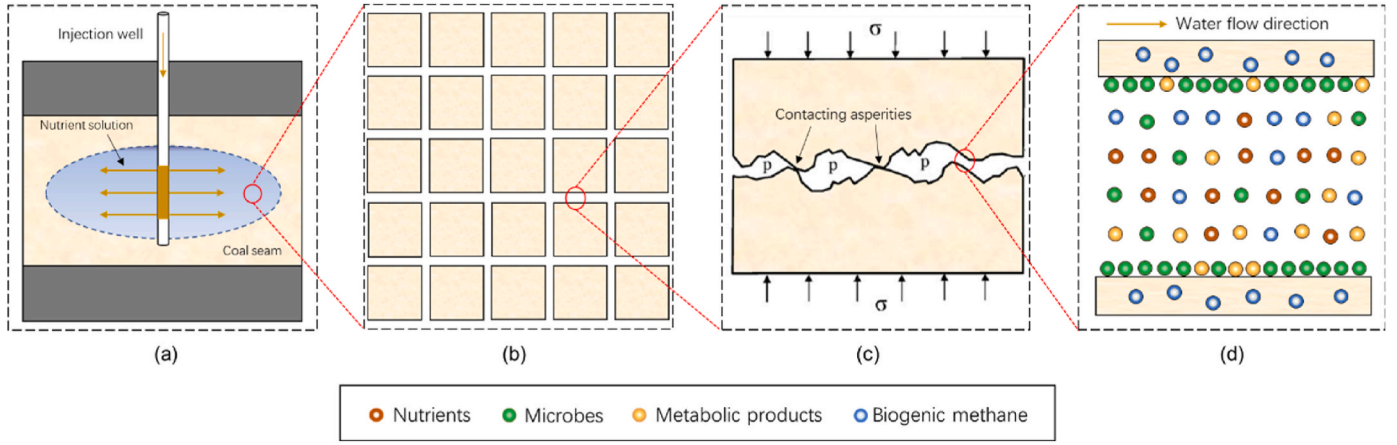 Injection well
Nutrient solution
Coal seam
(a)
(b)
σ
Contacting asperities
p
p
p
σ
(c)
Water flow direction
(d)
Nutrients
Microbes
Metabolic products
Biogenic methane